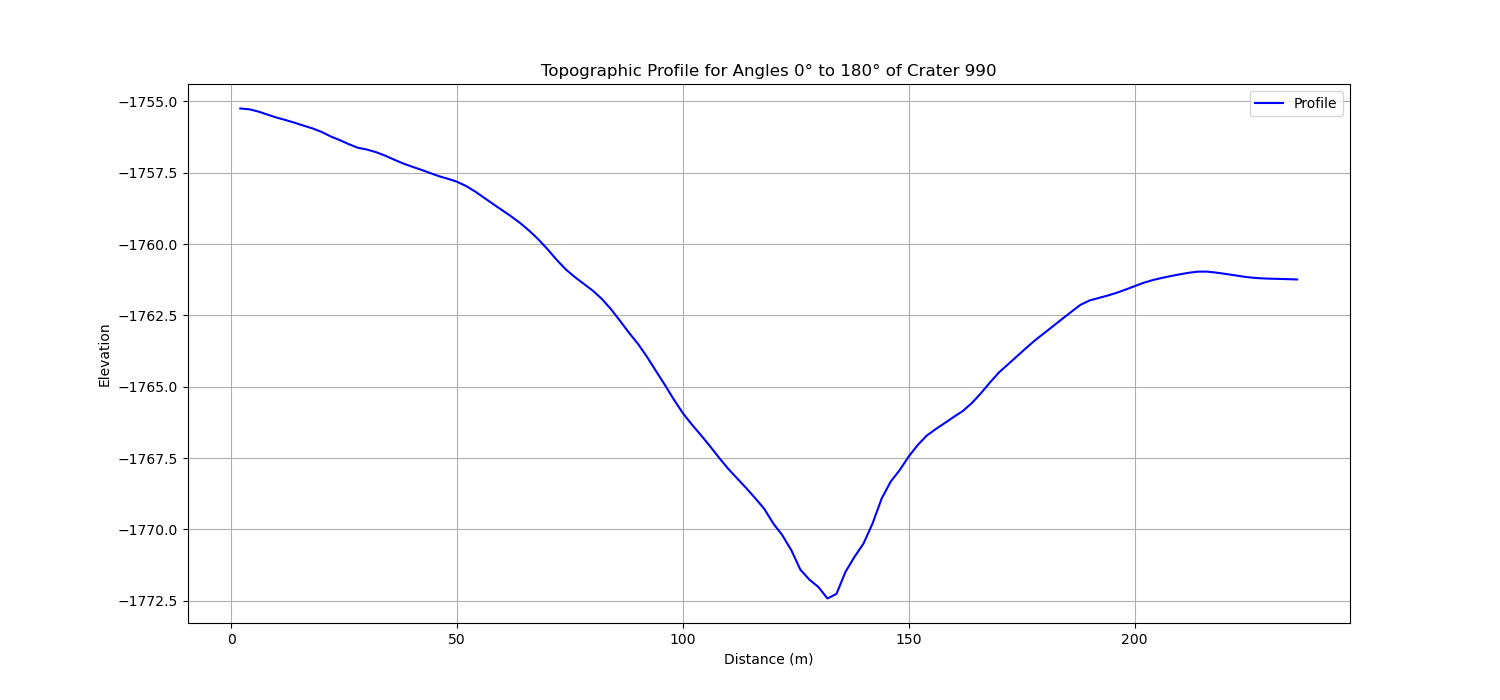 Topographic Profile for Angles 0° to 180° of Crater 990
Profile
Elevation
−1755.0
−1757.5
−1760.0
−1762.5
−1765.0
−1767.5
−1770.0
−1772.5
0 50 100 150 200
Distance (m)